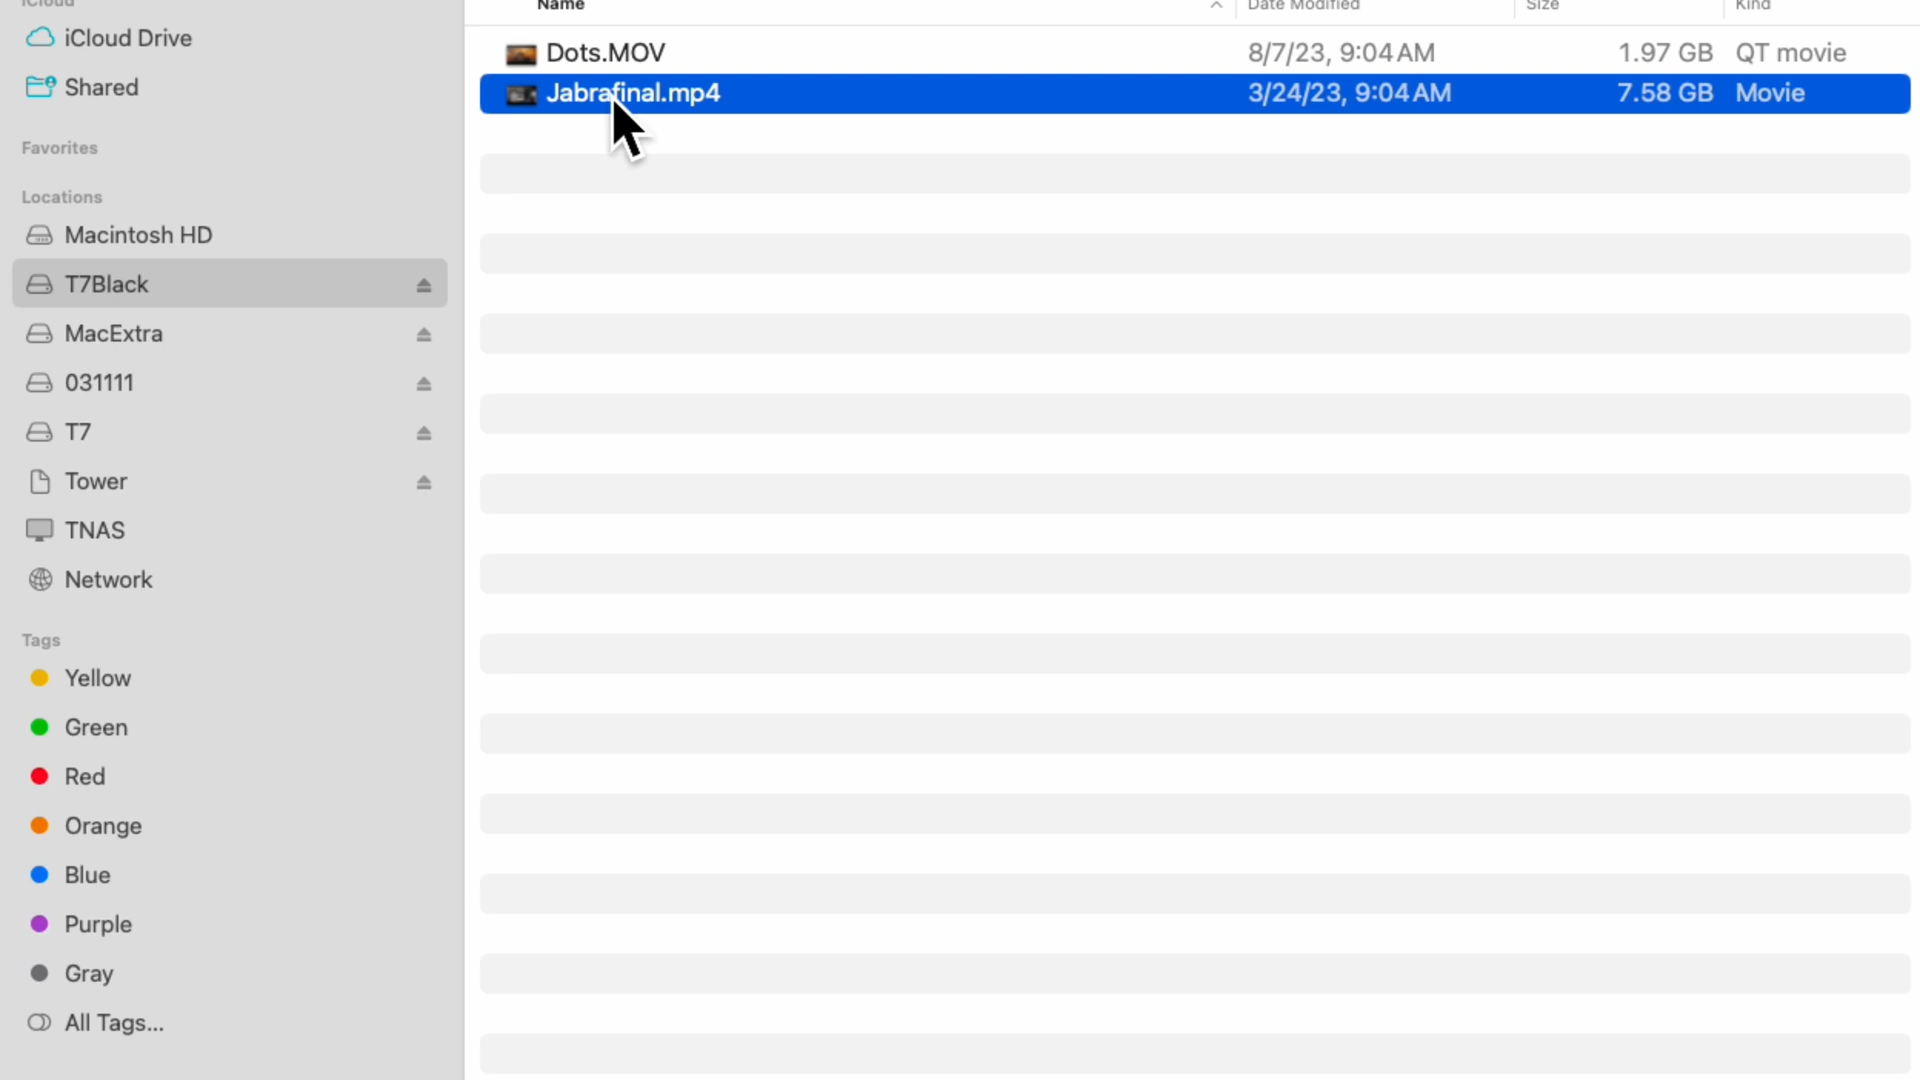 iCloud
iCloud Drive
Shared
Favorites
Locations
Macintosh HD
T7Black
MacExtra
031111
T7
Tower
TNAS
Network
Tags
Yellow
Green
Red
Orange
Blue
Purple
Gray
All Tags...
Name Date Modified Size Kind
Dots.MOV 8/7/23, 9:04 AM 1.97 GB QT movie
Jabrafinal.mp4 3/24/23, 9:04 AM 7.58 GB Movie